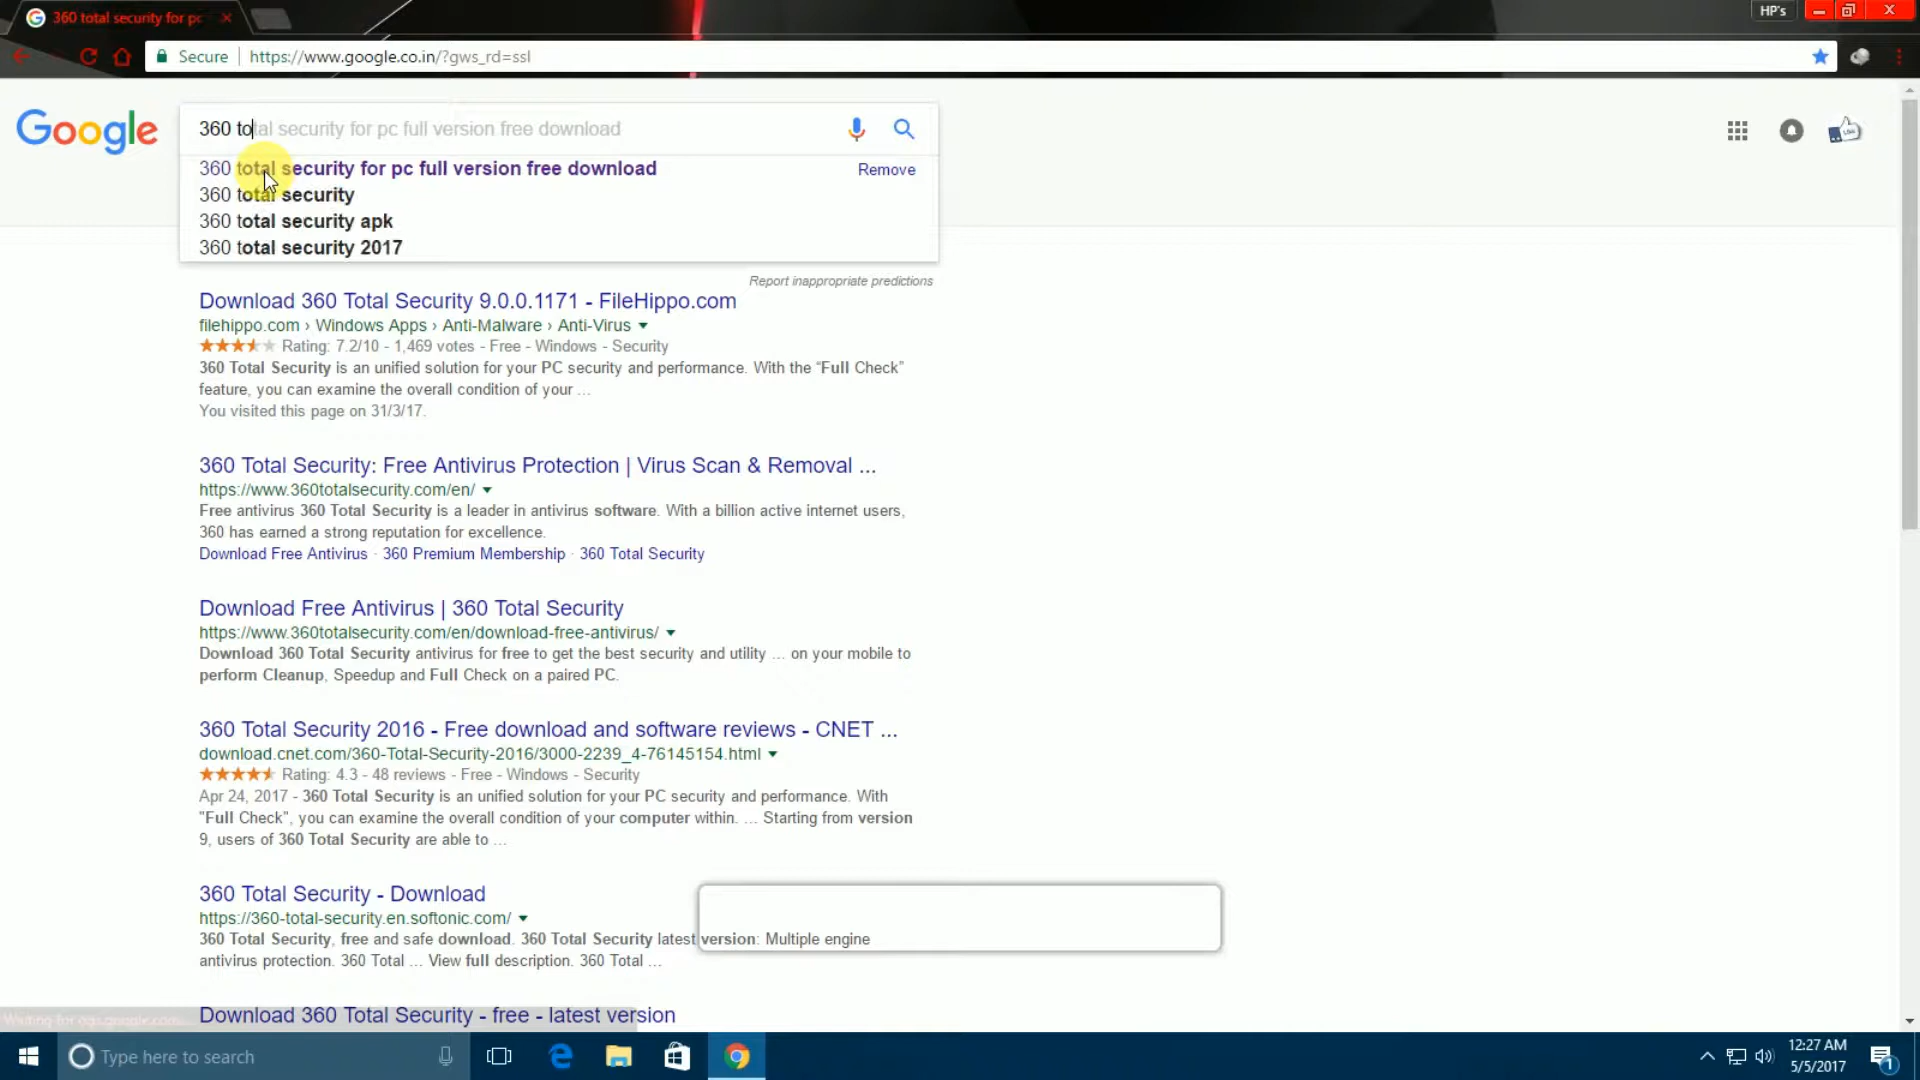 360 total security for pc
HP's
Secure
https://www.google.co.in/?gws_rd=ssl
Google
360 total security for pc full version free download
360 total security for pc full version free download
Remove
360 total security
360 total security apk
360 total security 2017
Report inappropriate predictions
Download 360 Total Security 9.0.0.1171 - FileHippo.com
filehippo.com › Windows Apps › Anti-Malware › Anti-Virus
Rating: 7.2/10 - 1,469 votes - Free - Windows - Security
360 Total Security is an unified solution for your PC security and performance. With the “Full Check”
feature, you can examine the overall condition of your ...
You visited this page on 31/3/17.
360 Total Security: Free Antivirus Protection | Virus Scan & Removal ...
https://www.360totalsecurity.com/en/
Free antivirus 360 Total Security is a leader in antivirus software. With a billion active internet users,
360 has earned a strong reputation for excellence.
Download Free Antivirus · 360 Premium Membership · 360 Total Security
Download Free Antivirus | 360 Total Security
https://www.360totalsecurity.com/en/download-free-antivirus/
Download 360 Total Security antivirus for free to get the best security and utility ... on your mobile to
perform Cleanup, Speedup and Full Check on a paired PC.
360 Total Security 2016 - Free download and software reviews - CNET ...
download.cnet.com/360-Total-Security-2016/3000-2239_4-76145154.html
Rating: 4.3 - 48 reviews - Free - Windows - Security
Apr 24, 2017 - 360 Total Security is an unified solution for your PC security and performance. With
"Full Check", you can examine the overall condition of your computer within. ... Starting from version
9, users of 360 Total Security are able to ...
360 Total Security - Download
https://360-total-security.en.softonic.com/
360 Total Security, free and safe download. 360 Total Security latest version: Multiple engine
antivirus protection. 360 Total ... View full description. 360 Total ...
Download 360 Total Security - free - latest version
Type here to search
12:27 AM
5/5/2017
1